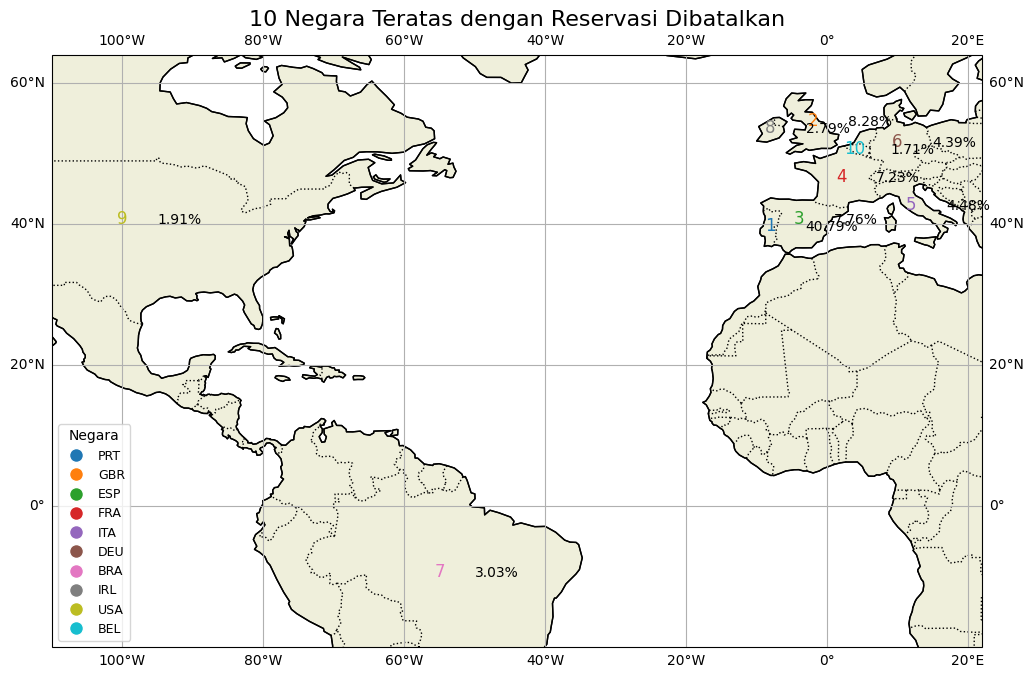 10 Negara Teratas dengan Reservasi Dibatalkan
100°W 80°W 60°W 40°W 20°W 0° 20°E
60°N 60°N
2 8.28%
8 2.79%
10 1.71%
6 4.39%
4 7.23%
5 4.48%
9 1.91%
40°N 40°N
1 40.79%
3 7.76%
20°N 20°N
Negara
PRT
GBR
ESP
FRA
ITA
DEU
BRA
IRL
USA
BEL
0° 0°
7 3.03%
100°W 80°W 60°W 40°W 20°W 0° 20°E